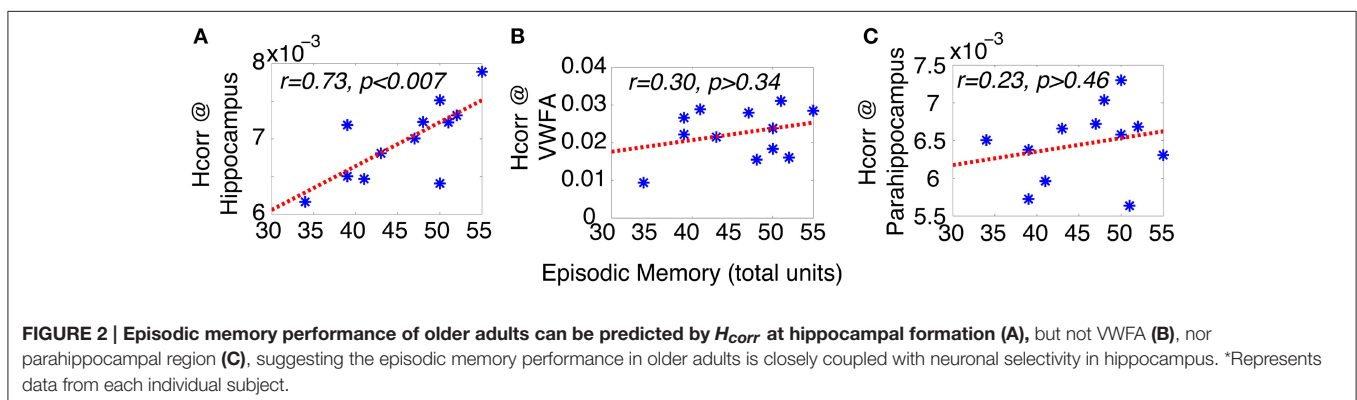 A
8x10⁻³
r=0.73, p<0.007
Hcorr @
Hippocampus
7
6
30 35 40 45 50 55
B
0.04
r=0.30, p>0.34
Hcorr @
VWFA
0.03
0.02
0.01
0
30 40 45 50 55
C
x10⁻³
7.5
r=0.23, p>0.46
Hcorr @
Parahippocampus
7
6.5
6
5.5
30 35 40 45 50 55
Episodic Memory (total units)
FIGURE 2 | Episodic memory performance of older adults can be predicted by Hcorr at hippocampal formation (A), but not VWFA (B), nor
parahippocampal region (C), suggesting the episodic memory performance in older adults is closely coupled with neuronal selectivity in hippocampus. *Represents
data from each individual subject.